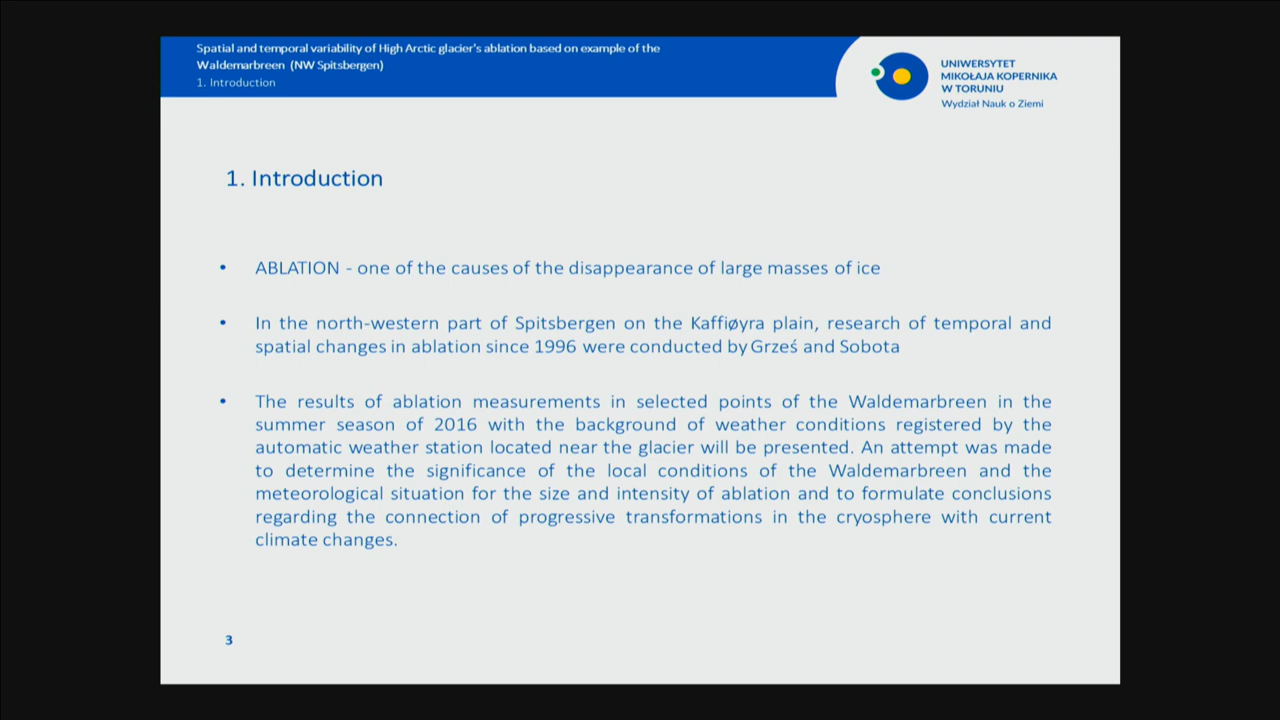 Spatial and temporal variability of High Arctic glacier's ablation based on example of the
Waldemarbreen (NW Spitsbergen)
1. Introduction
UNIWERSYTET
MIKOŁAJA KOPERNIKA
W TORUNIU
Wydział Nauk o Ziemi
1. Introduction
• ABLATION - one of the causes of the disappearance of large masses of ice
• In the north-western part of Spitsbergen on the Kaffiøyra plain, research of temporal and
spatial changes in ablation since 1996 were conducted by Grześ and Sobota
• The results of ablation measurements in selected points of the Waldemarbreen in the
summer season of 2016 with the background of weather conditions registered by the
automatic weather station located near the glacier will be presented. An attempt was made
to determine the significance of the local conditions of the Waldemarbreen and the
meteorological situation for the size and intensity of ablation and to formulate conclusions
regarding the connection of progressive transformations in the cryosphere with current
climate changes.
3